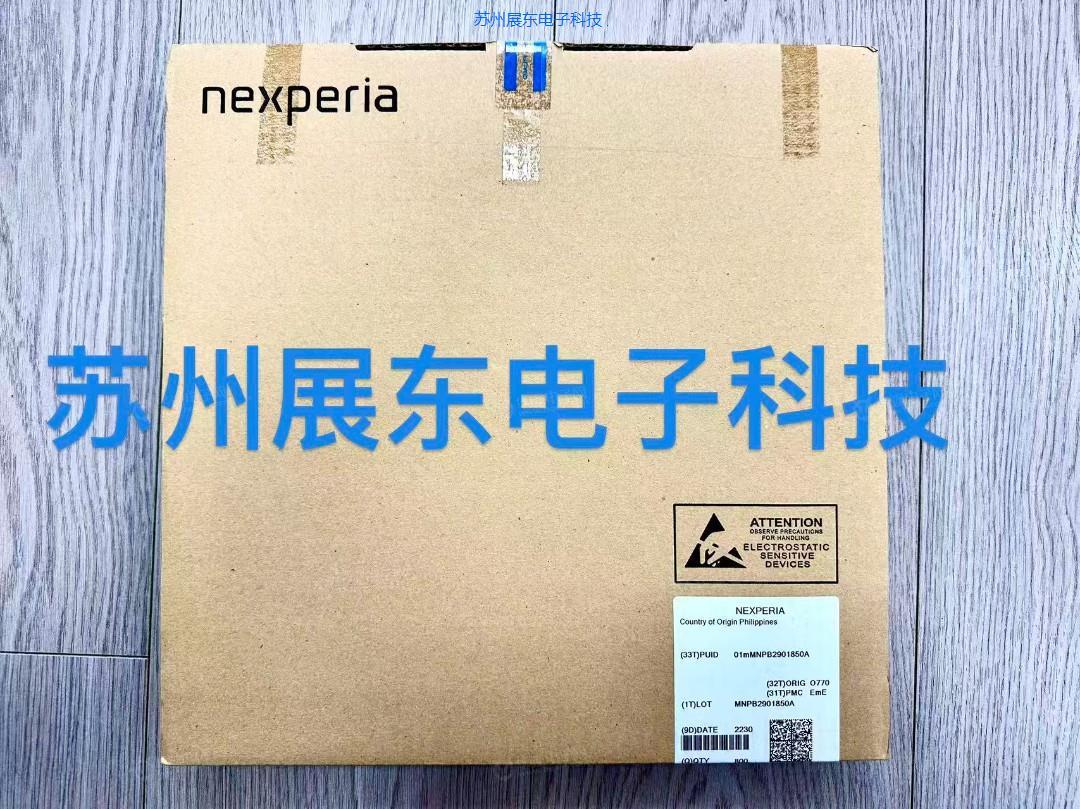 苏州展东电子科技
nexperia
苏州展东电子科技
ATTENTION
OBSERVE PRECAUTIONS
FOR HANDLING
ELECTROSTATIC
SENSITIVE
DEVICES
NEXPERIA
Country of Origin Philippines
(33T)PUID 01mMNPB2901850A
(32T)ORIG O770
(31T)PMC EmE
(1T)LOT MNPB2901850A
(9D)DATE 2230
(Q)QTY 800